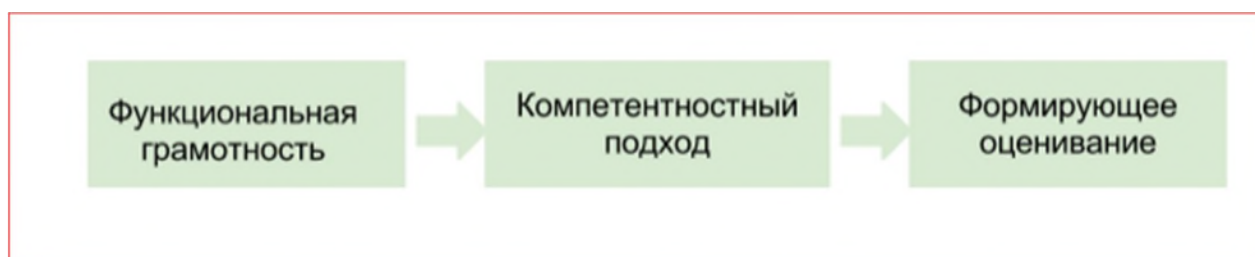 Функциональная
грамотность
Компетентностный
подход
Формирующее
оценивание